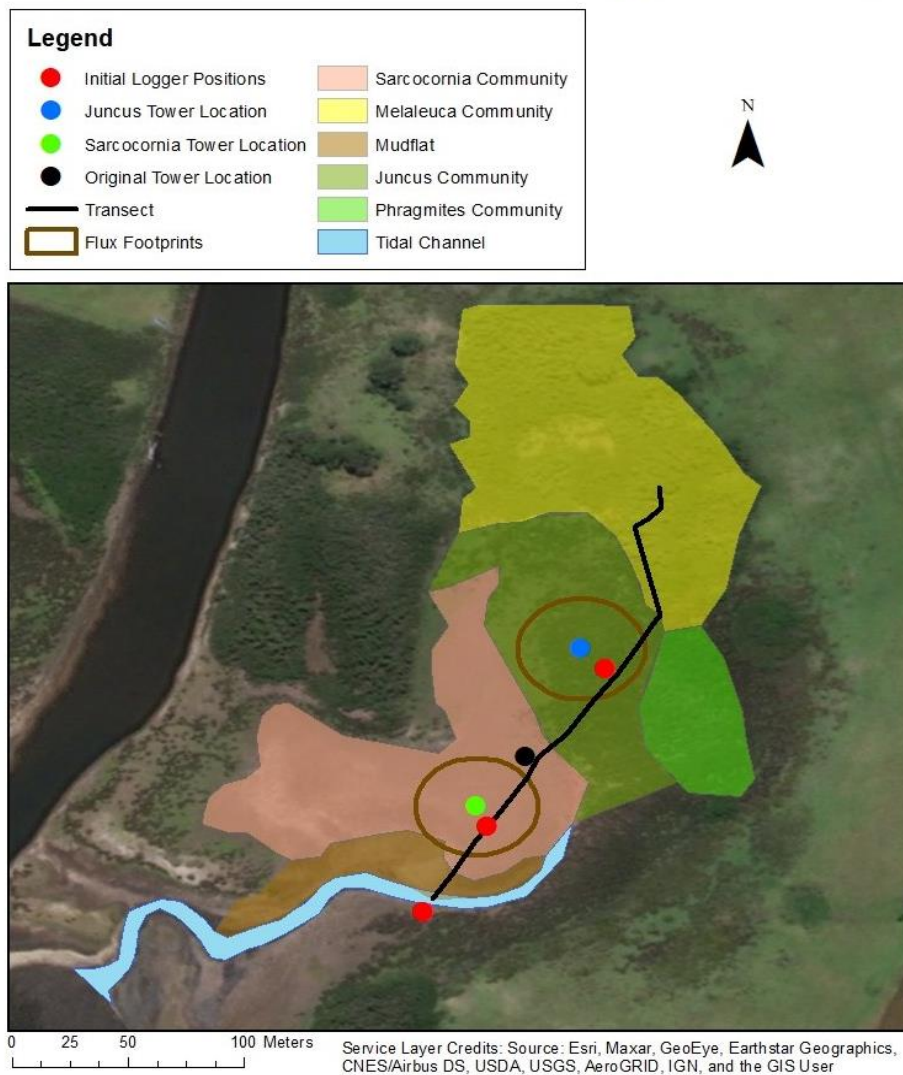 Legend
Initial Logger Positions
Juncus Tower Location
Sarcocornia Tower Location
Original Tower Location
Transect
Flux Footprints
Sarcocornia Community
Melaleuca Community
Mudflat
Juncus Community
Phragmites Community
Tidal Channel
N
0 25 50 100 Meters
Service Layer Credits: Source: Esri, Maxar, GeoEye, Earthstar Geographics,
CNES/Airbus DS, USDA, USGS, AeroGRID, IGN, and the GIS User